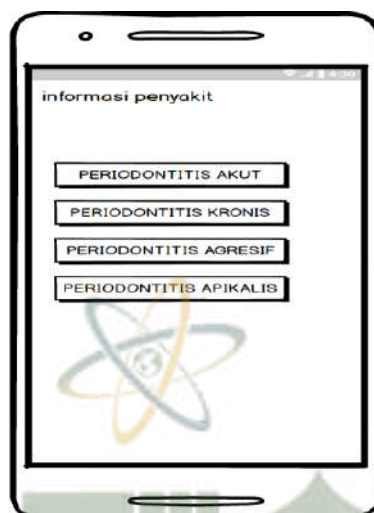 informasi penyakit
PERIODONTITIS AKUT
PERIODONTITIS KRONIS
PERIODONTITIS AGRESIF
PERIODONTITIS APIKALIS